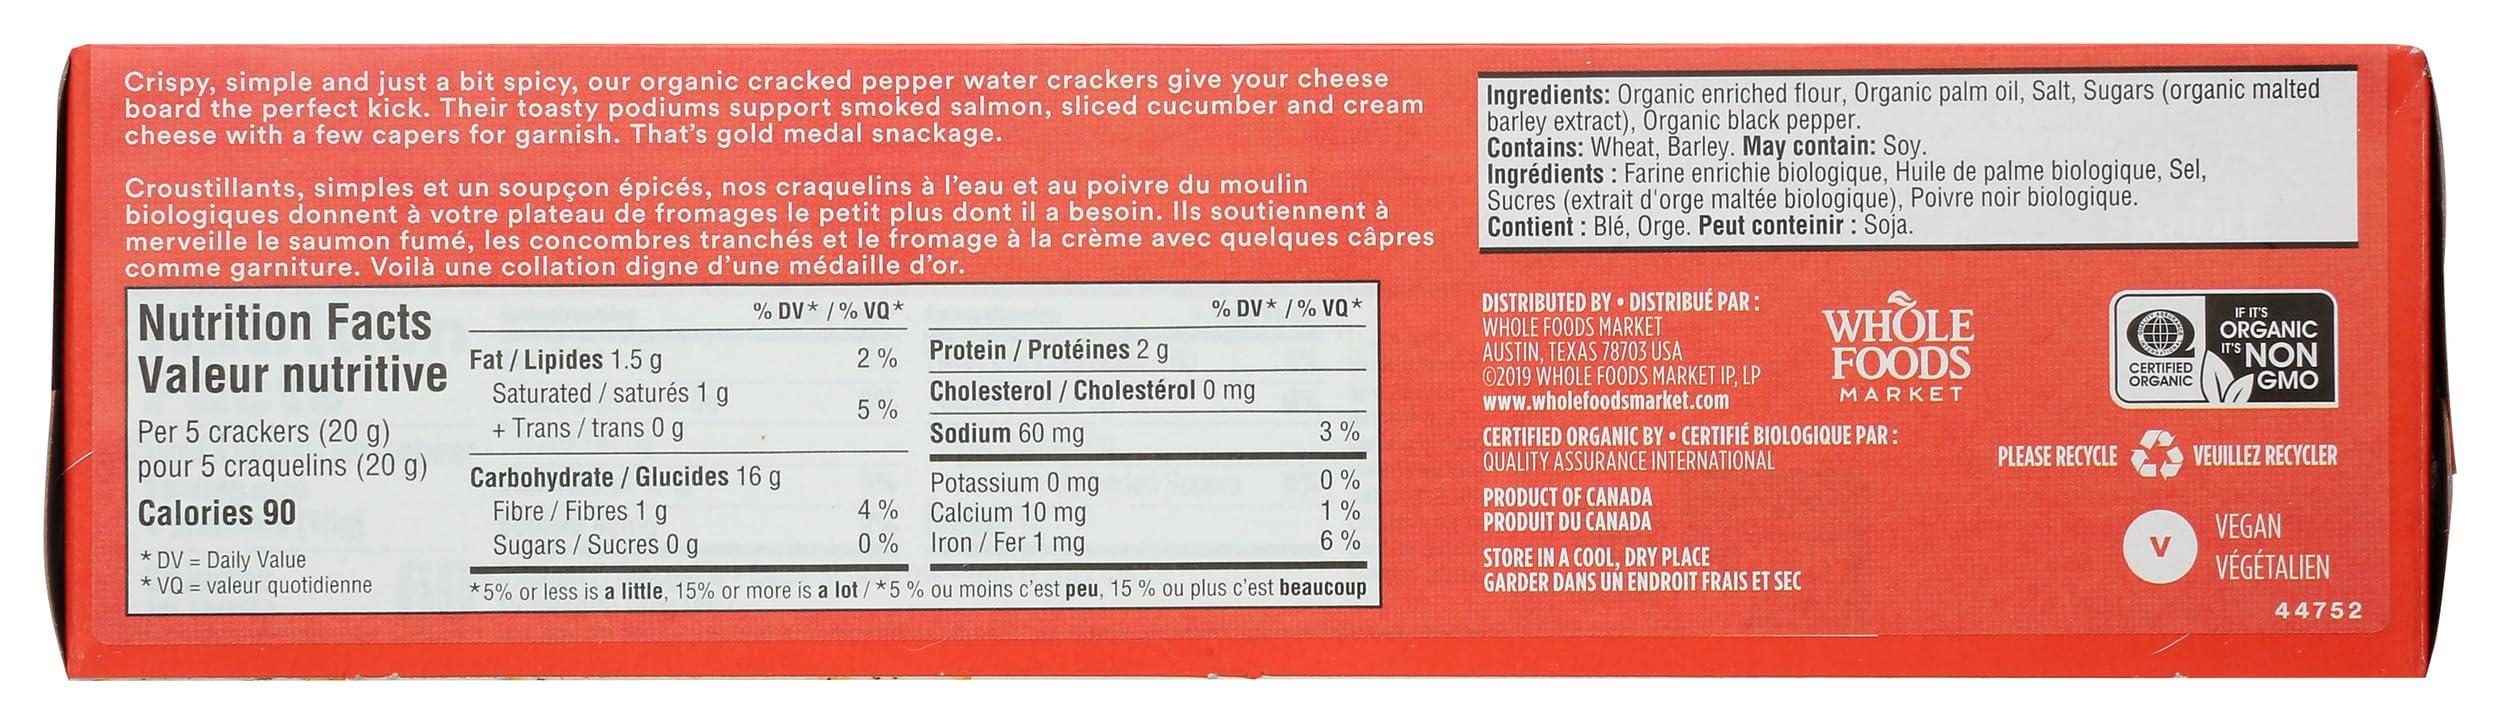 Crispy, simple and just a bit spicy, our organic cracked pepper water crackers give your cheese
board the perfect kick. Their toasty podiums support smoked salmon, sliced cucumber and cream
cheese with a few capers for garnish. That's gold medal snackage.
Croustillants, simples et un soupçon épicés, nos craquelins à l'eau et au poivre du moulin
biologiques donnent à votre plateau de fromages le petit plus dont il a besoin. Ils soutiennent à
merveille le saumon fumé, les concombres tranchés et le fromage à la crème avec quelques câpres
comme garniture. Voilà une collation digne d'une médaille d'or.
Nutrition Facts
Valeur nutritive
Per 5 crackers (20 g)
pour 5 craquelins (20 g)
Calories 90
* DV = Daily Value
* VQ = valeur quotidienne
% DV* / % VQ*
Fat / Lipides 1.5 g 2 %
Saturated / saturés 1 g
+ Trans / trans 0 g 5 %
Carbohydrate / Glucides 16 g
Fibre / Fibres 1 g 4 %
Sugars / Sucres 0 g 0 %
% DV* / % VQ*
Protein / Protéines 2 g
Cholesterol / Cholestérol 0 mg
Sodium 60 mg 3 %
Potassium 0 mg 0 %
Calcium 10 mg 1 %
Iron / Fer 1 mg 6 %
*5% or less is a little, 15% or more is a lot / *5 % ou moins c'est peu, 15 % ou plus c'est beaucoup
Ingredients: Organic enriched flour, Organic palm oil, Salt, Sugars (organic malted
barley extract), Organic black pepper.
Contains: Wheat, Barley. May contain: Soy.
Ingrédients : Farine enrichie biologique, Huile de palme biologique, Sel,
Sucres (extrait d'orge maltée biologique), Poivre noir biologique.
Contient : Blé, Orge. Peut conteinir : Soja.
DISTRIBUTED BY • DISTRIBUÉ PAR :
WHOLE FOODS MARKET
AUSTIN, TEXAS 78703 USA
©2019 WHOLE FOODS MARKET IP, LP
www.wholefoodsmarket.com
CERTIFIED ORGANIC BY • CERTIFIÉ BIOLOGIQUE PAR :
QUALITY ASSURANCE INTERNATIONAL
PRODUCT OF CANADA
PRODUIT DU CANADA
STORE IN A COOL, DRY PLACE
GARDER DANS UN ENDROIT FRAIS ET SEC
WHOLE
FOODS
MARKET
CERTIFIED
ORGANIC
IF IT'S
ORGANIC
IT'S NON
GMO
PLEASE RECYCLE VEUILLEZ RECYCLER
V
VEGAN
VÉGÉTALIEN
44752